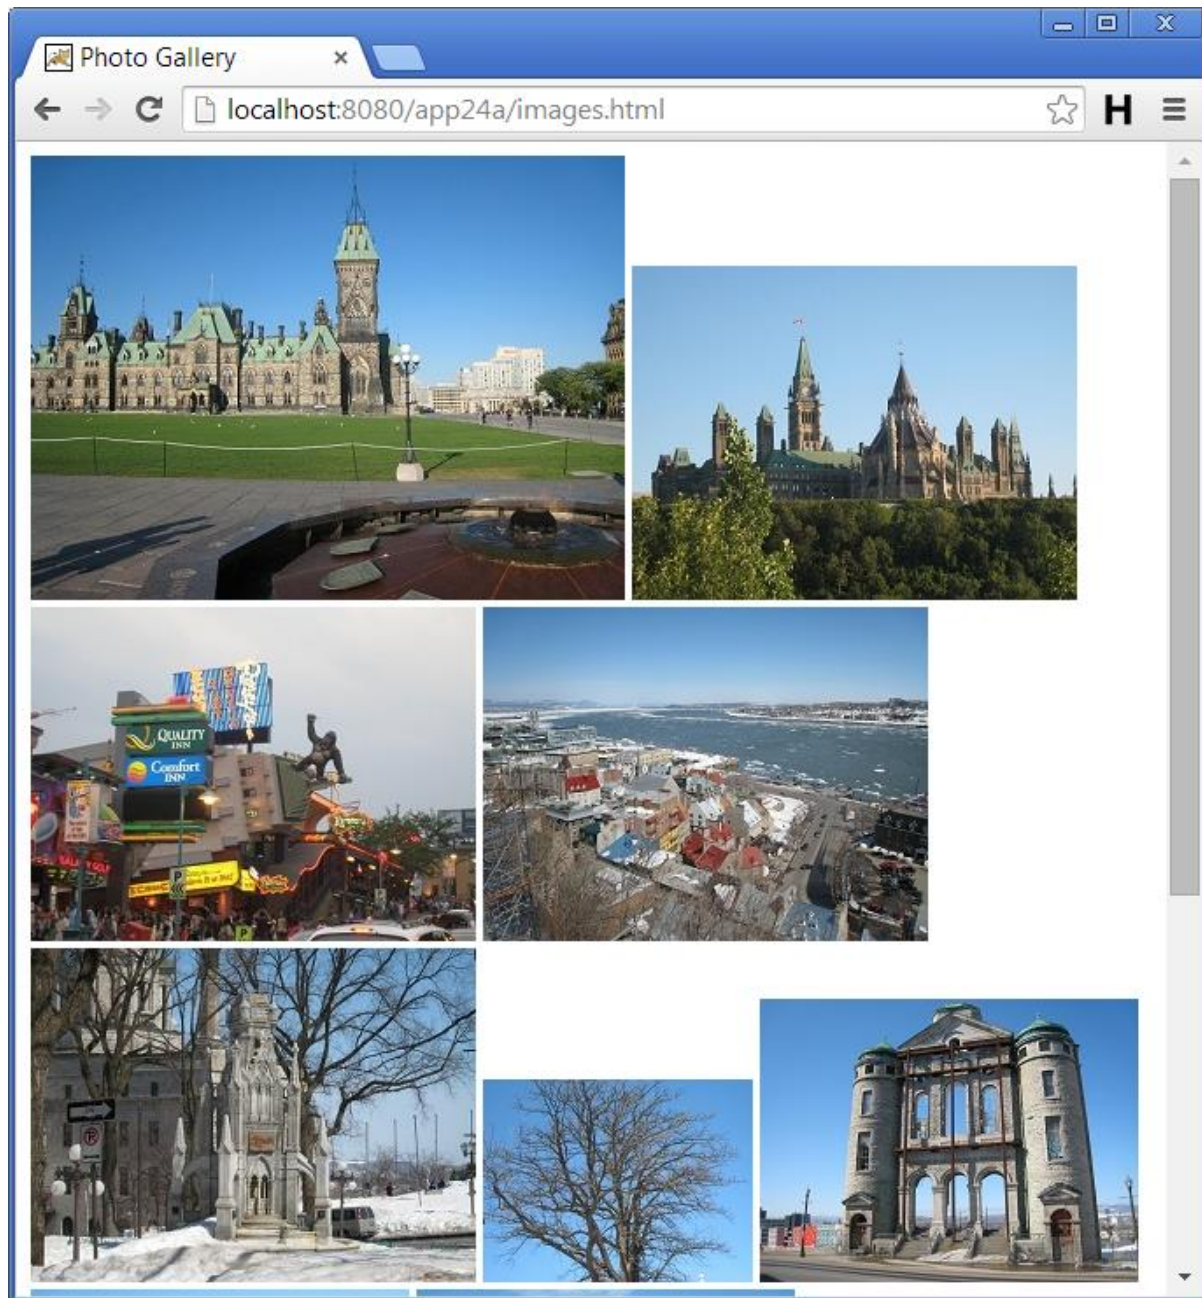 Photo Gallery
localhost:8080/app24a/images.html
H
QUALITY
INN
Comfort
INN
P
P